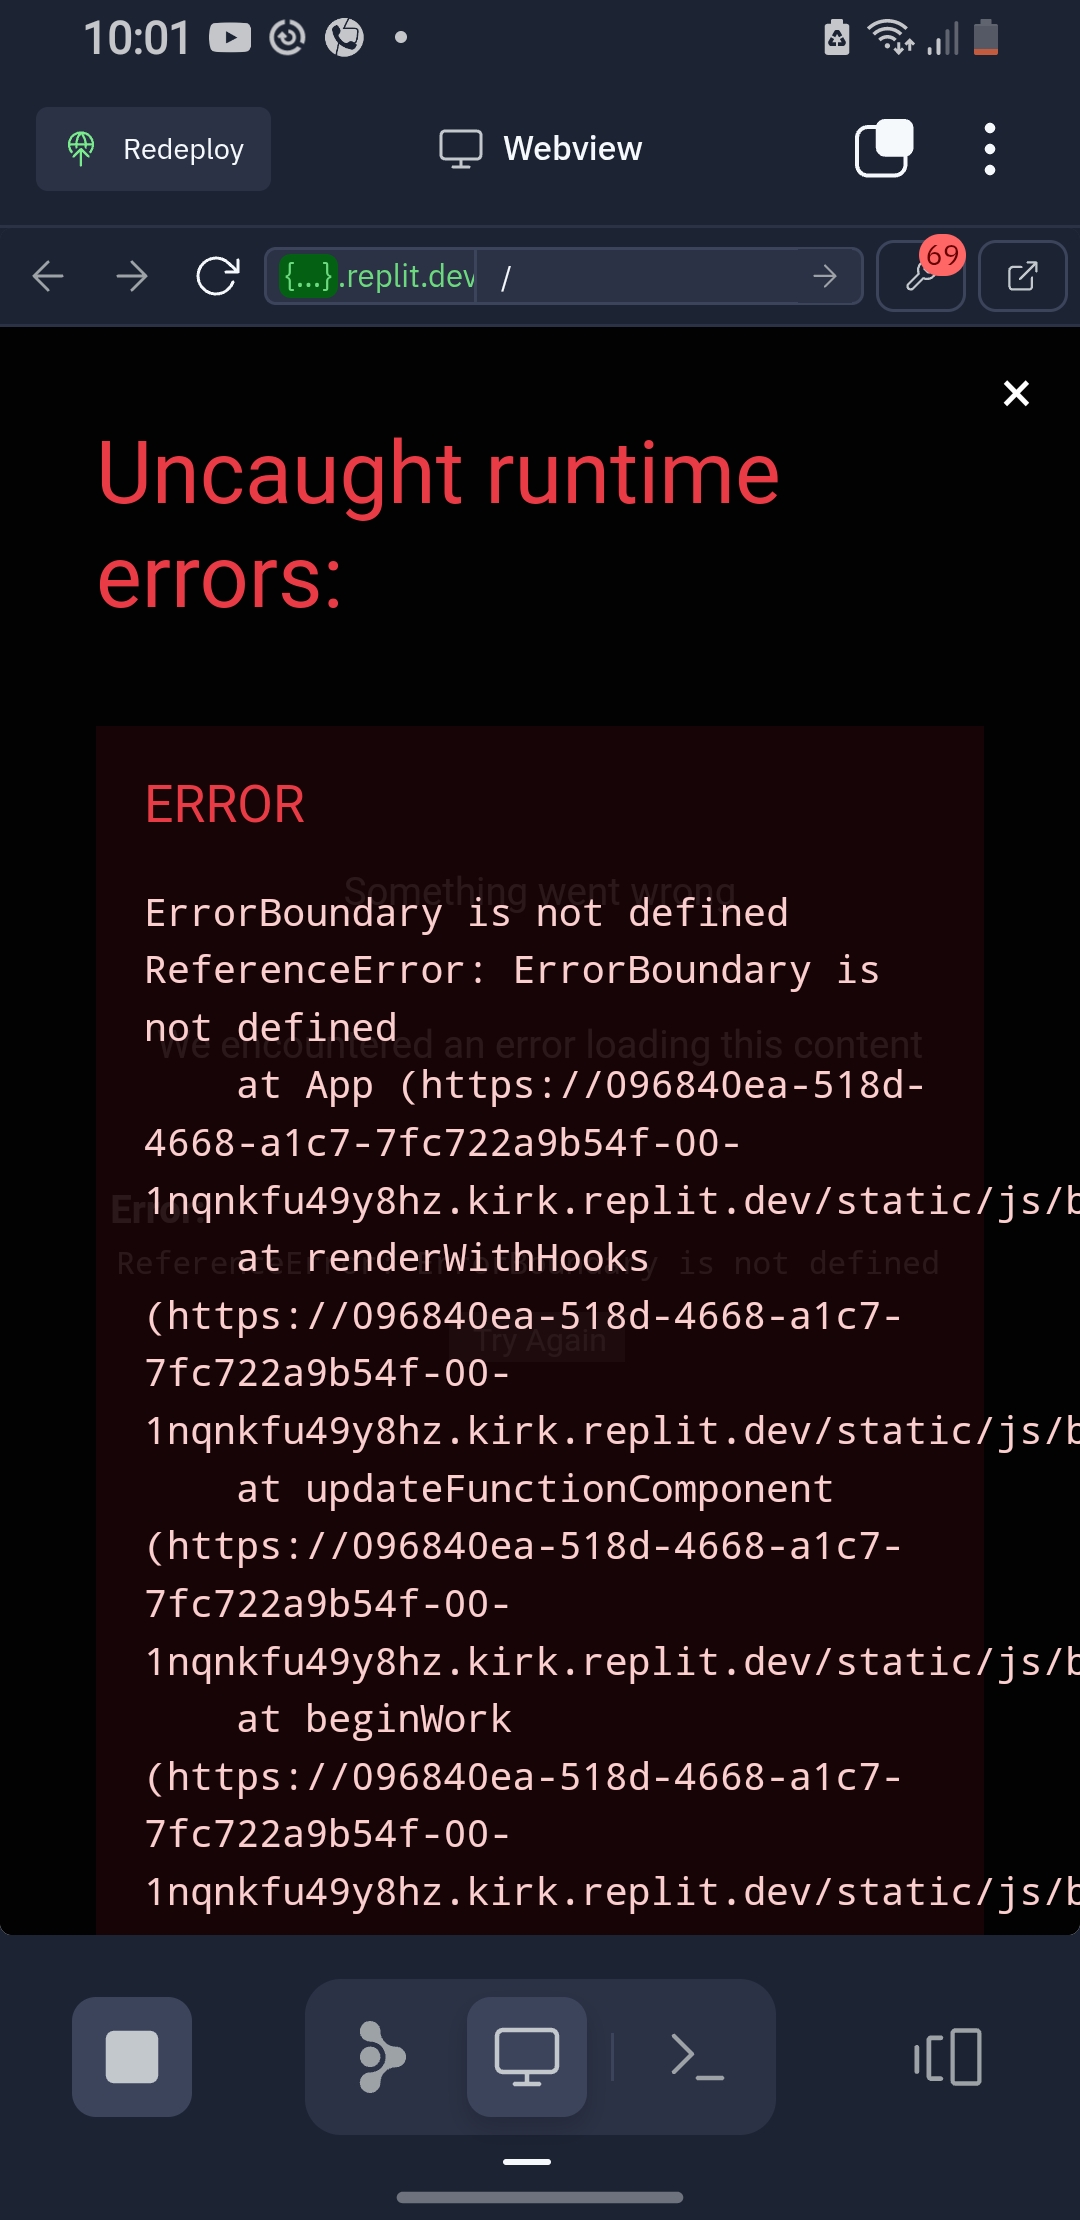 10:01
Redeploy
Webview
{...}.replit.dev /
69
Uncaught runtime
errors:
ERROR
Something went wrong
ErrorBoundary is not defined
ReferenceError: ErrorBoundary is
not defined
We encountered an error loading this content
at App (https://096840ea-518d-
4668-a1c7-7fc722a9b54f-00-
1nqnkfu49y8hz.kirk.replit.dev/static/js/b
Error:
at renderWithHooks
ReferenceError: ErrorBoundary is not defined
(https://096840ea-518d-4668-a1c7-
Try Again
7fc722a9b54f-00-
1nqnkfu49y8hz.kirk.replit.dev/static/js/b
at updateFunctionComponent
(https://096840ea-518d-4668-a1c7-
7fc722a9b54f-00-
1nqnkfu49y8hz.kirk.replit.dev/static/js/b
at beginWork
(https://096840ea-518d-4668-a1c7-
7fc722a9b54f-00-
1nqnkfu49y8hz.kirk.replit.dev/static/js/b